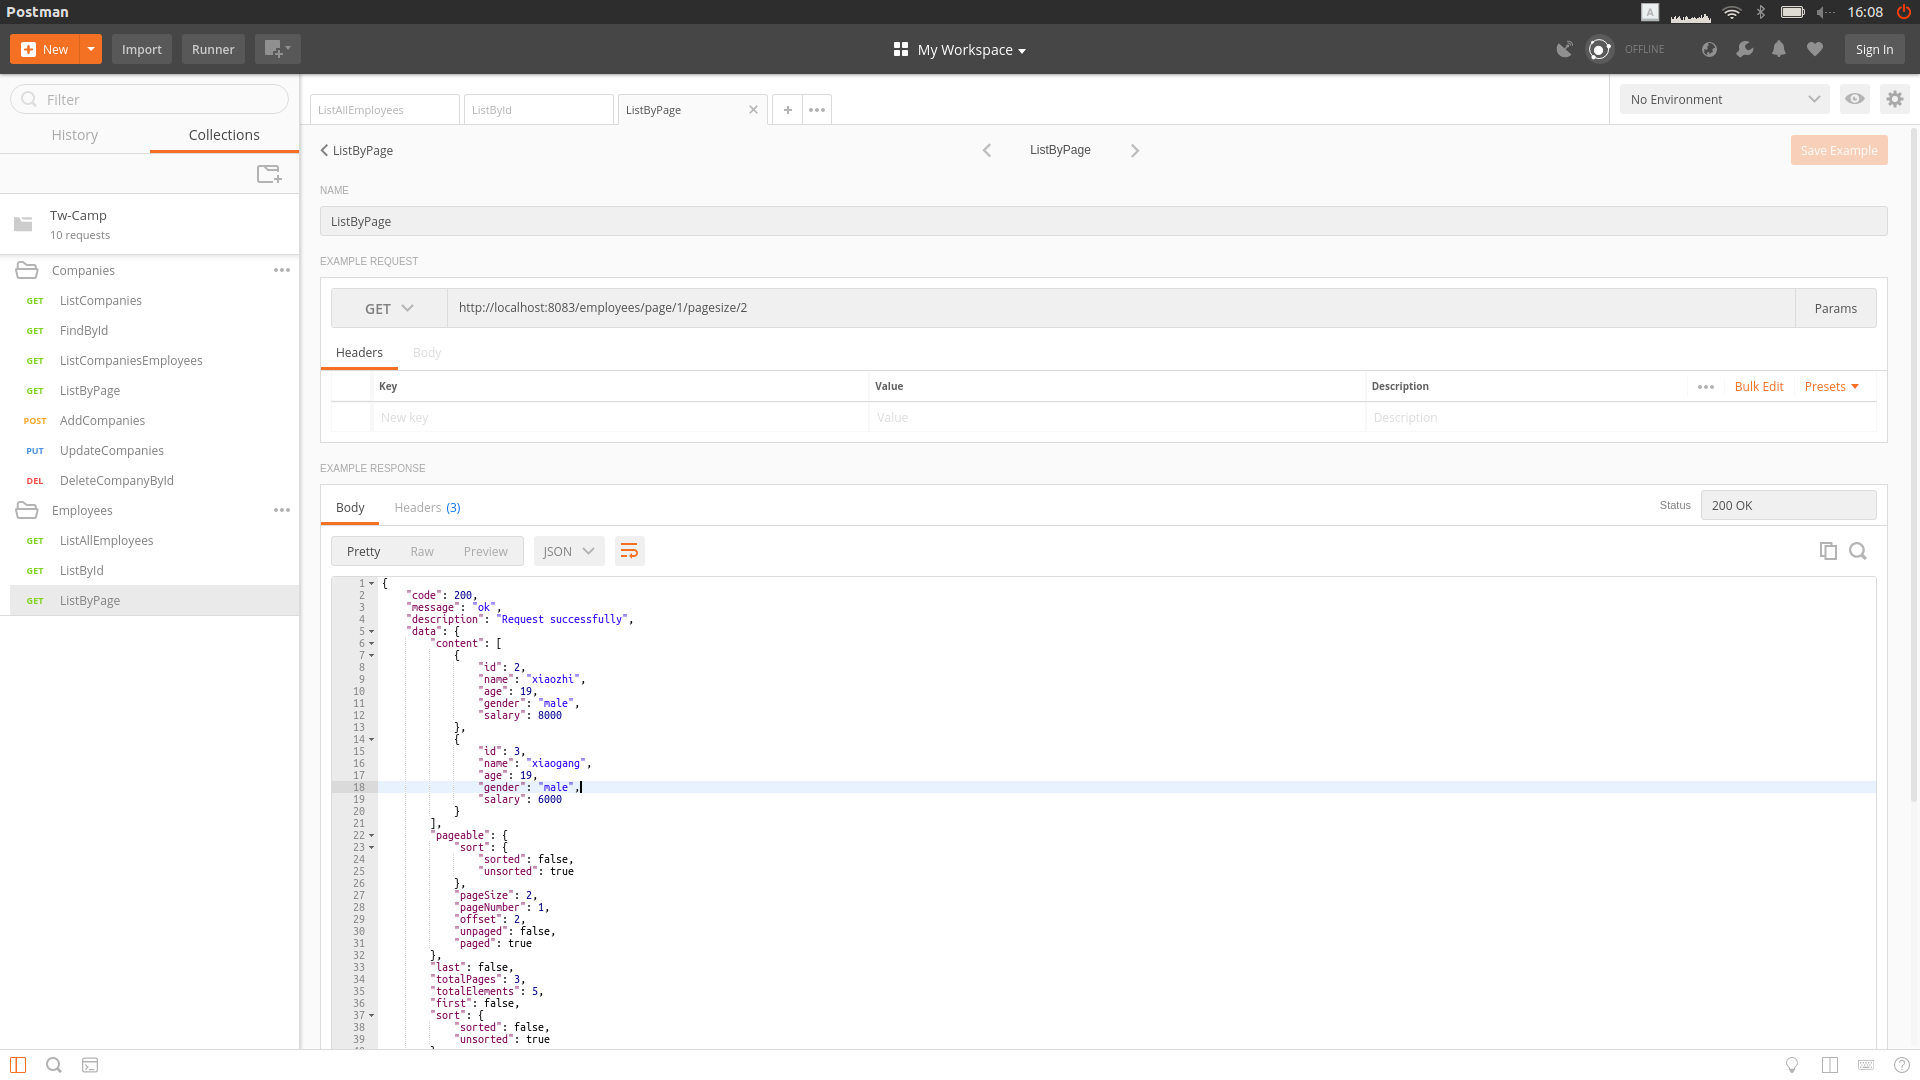 Postman
A
16:08
New
Import
Runner
My Workspace
OFFLINE
Sign In
Filter
History
Collections
Tw-Camp
10 requests
Companies
GET ListCompanies
GET FindById
GET ListCompaniesEmployees
GET ListByPage
POST AddCompanies
PUT UpdateCompanies
DEL DeleteCompanyById
Employees
GET ListAllEmployees
GET ListById
GET ListByPage
ListAllEmployees
ListById
ListByPage
No Environment
ListByPage
ListByPage
Save Example
NAME
ListByPage
EXAMPLE REQUEST
GET
http://localhost:8083/employees/page/1/pagesize/2
Params
Headers
Body
Key
Value
Description
Bulk Edit
Presets
New key
Value
Description
EXAMPLE RESPONSE
Body
Headers (3)
Status
200 OK
Pretty
Raw
Preview
JSON
1 {
2 "code": 200,
3 "message": "ok",
4 "description": "Request successfully",
5 "data": {
6 "content": [
7 {
8 "id": 2,
9 "name": "xiaozhi",
10 "age": 19,
11 "gender": "male",
12 "salary": 8000
13 },
14 {
15 "id": 3,
16 "name": "xiaogang",
17 "age": 19,
18 "gender": "male",
19 "salary": 6000
20 }
21 ],
22 "pageable": {
23 "sort": {
24 "sorted": false,
25 "unsorted": true
26 },
27 "pageSize": 2,
28 "pageNumber": 1,
29 "offset": 2,
30 "unpaged": false,
31 "paged": true
32 },
33 "last": false,
34 "totalPages": 3,
35 "totalElements": 5,
36 "first": false,
37 "sort": {
38 "sorted": false,
39 "unsorted": true